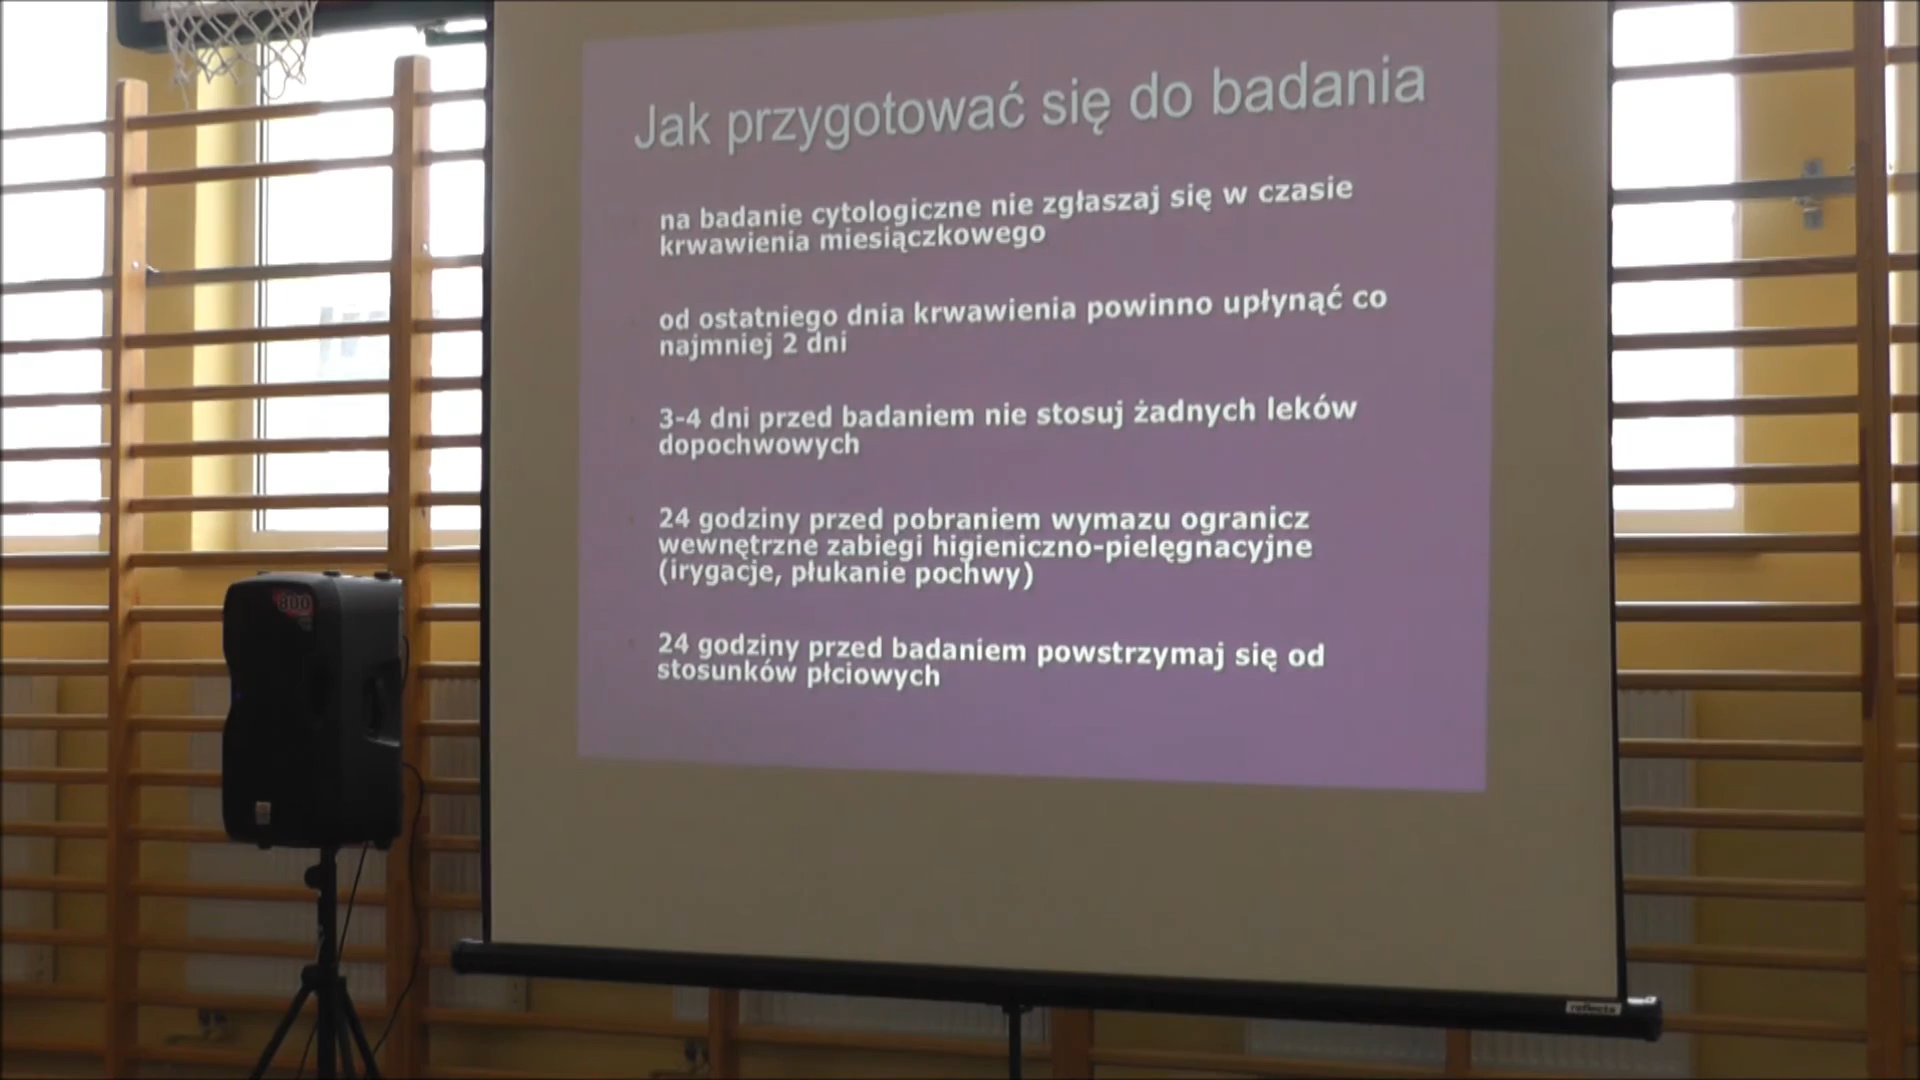 Jak przygotować się do badania
na badanie cytologiczne nie zgłaszaj się w czasie
krwawienia miesiączkowego
od ostatniego dnia krwawienia powinno upłynąć co
najmniej 2 dni
3-4 dni przed badaniem nie stosuj żadnych leków
dopochwowych
24 godziny przed pobraniem wymazu ogranicz
wewnętrzne zabiegi higieniczno-pielęgnacyjne
(irygacje, płukanie pochwy)
24 godziny przed badaniem powstrzymaj się od
stosunków płciowych
800
reflecta